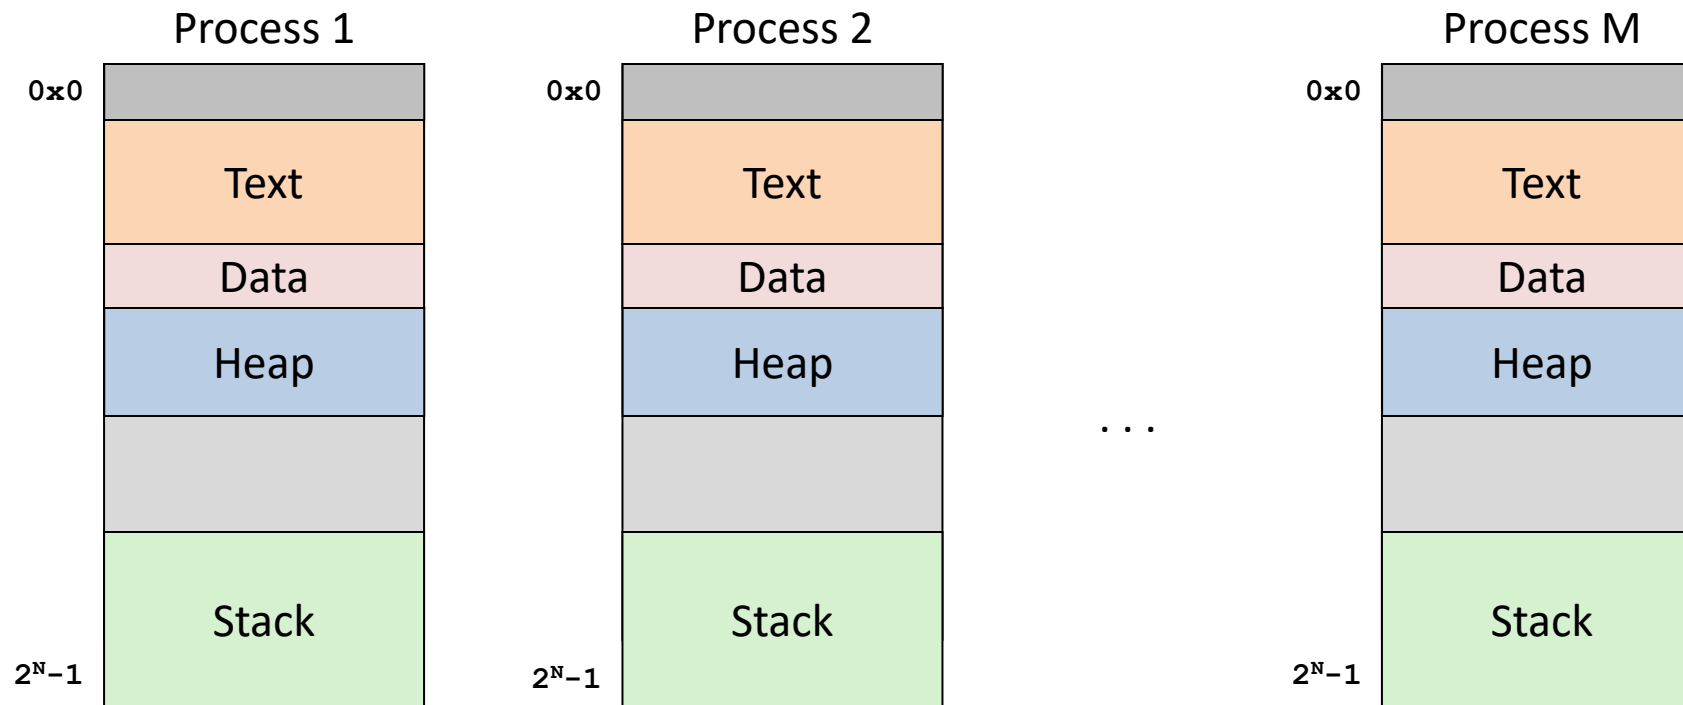 Process 1 Process 2 Process M
0x0 0x0 0x0
Text Text Text
Data Data Data
Heap Heap Heap
. . .
Stack Stack Stack
2ᴺ-1 2ᴺ-1 2ᴺ-1